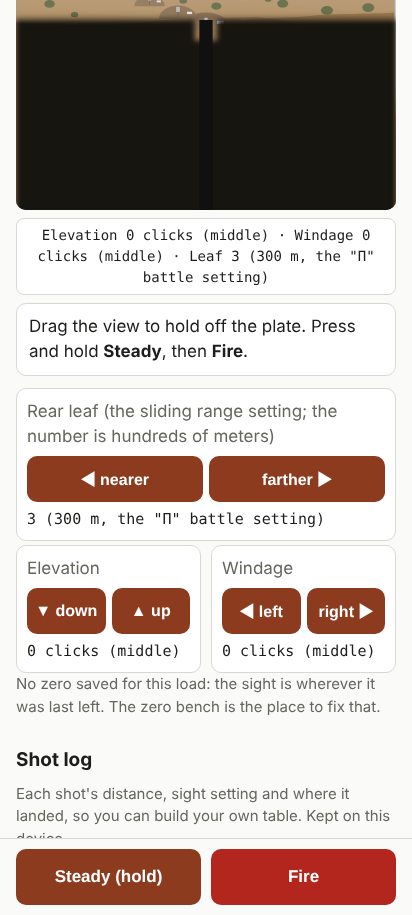 Elevation 0 clicks (middle) · Windage 0
clicks (middle) · Leaf 3 (300 m, the "П"
battle setting)
Drag the view to hold off the plate. Press
and hold Steady, then Fire.
Rear leaf (the sliding range setting; the
number is hundreds of meters)
◀ nearer
farther ▶
3 (300 m, the "П" battle setting)
Elevation
▼ down
▲ up
0 clicks (middle)
Windage
◀ left
right ▶
0 clicks (middle)
No zero saved for this load: the sight is wherever it
was last left. The zero bench is the place to fix that.
Shot log
Each shot's distance, sight setting and where it
landed, so you can build your own table. Kept on this
device.
Steady (hold)
Fire